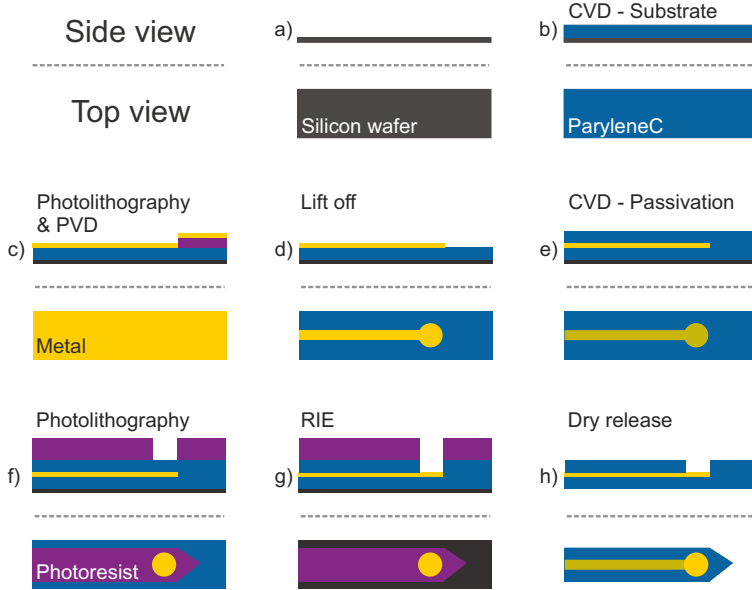 Side view
Top view
a)
Silicon wafer
CVD - Substrate
b)
ParyleneC
Photolithography
& PVD
c)
Metal
Lift off
d)
CVD - Passivation
e)
Photolithography
f)
Photoresist
RIE
g)
Dry release
h)